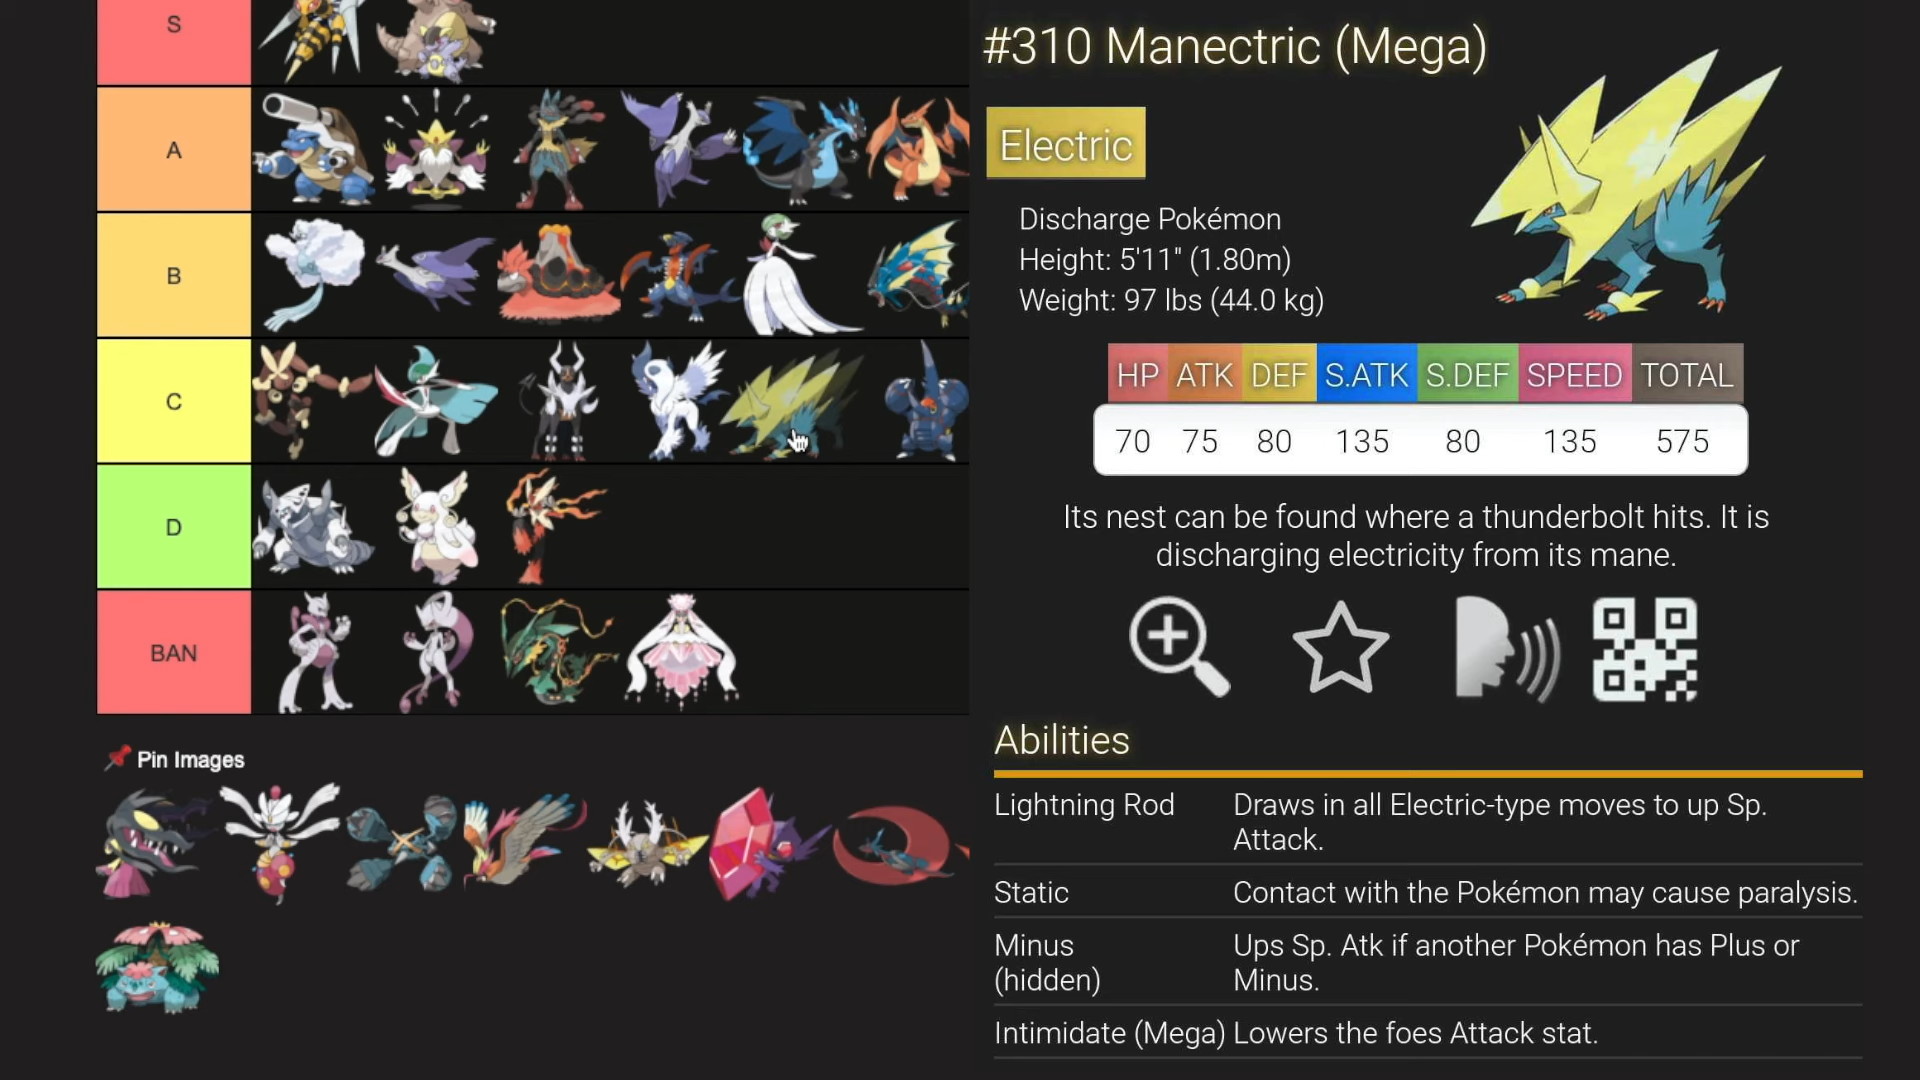 S
A
B
C
D
BAN
Pin Images
#310 Manectric (Mega)
Electric
Discharge Pokémon
Height: 5'11" (1.80m)
Weight: 97 lbs (44.0 kg)
HP ATK DEF S.ATK S.DEF SPEED TOTAL
70 75 80 135 80 135 575
Its nest can be found where a thunderbolt hits. It is
discharging electricity from its mane.
Abilities
Lightning Rod Draws in all Electric-type moves to up Sp.
Attack.
Static Contact with the Pokémon may cause paralysis.
Minus Ups Sp. Atk if another Pokémon has Plus or
(hidden) Minus.
Intimidate (Mega) Lowers the foes Attack stat.